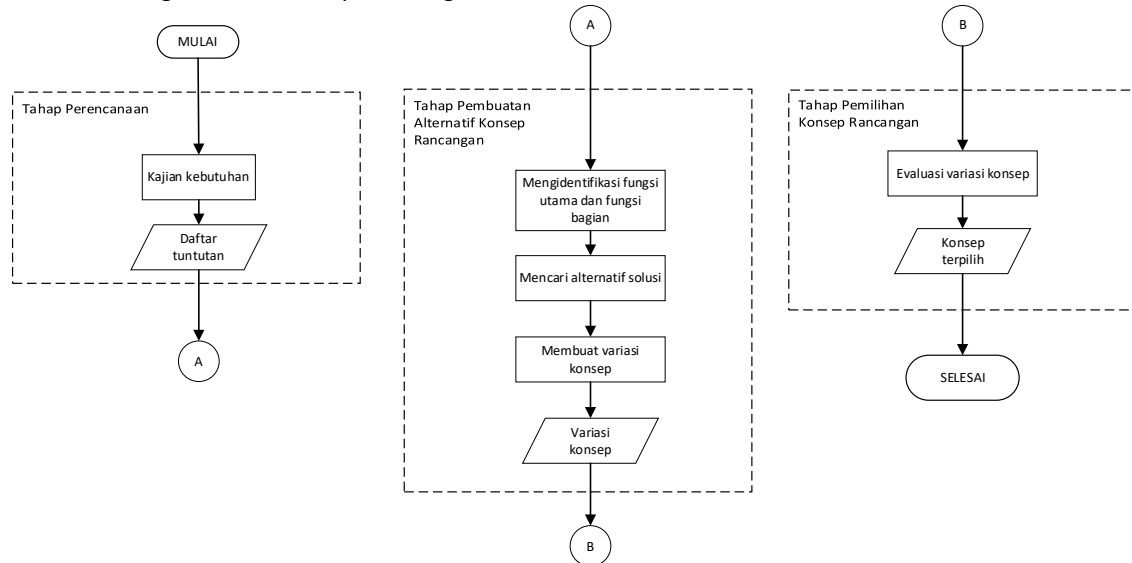 MULAI
Tahap Perencanaan
Kajian kebutuhan
Daftar
tuntutan
A
A
Tahap Pembuatan
Alternatif Konsep
Rancangan
Mengidentifikasi fungsi
utama dan fungsi
bagian
Mencari alternatif solusi
Membuat variasi
konsep
Variasi
konsep
B
B
Tahap Pemilihan
Konsep Rancangan
Evaluasi variasi konsep
Konsep
terpilih
SELESAI